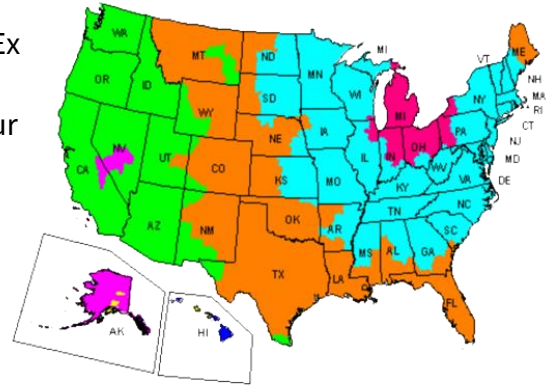 Ex
ur
WA
MT
ND
MN
MI
VT
ME
OR
ID
SD
WI
NY
NH
MA
RI
CT
WY
IA
MI
PA
NJ
NV
UT
NE
IL
IN
OH
MD
CA
CO
KS
MO
WV
VA
DE
KY
AZ
NM
OK
AR
TN
NC
SC
MS
AL
GA
TX
LA
FL
AK
HI